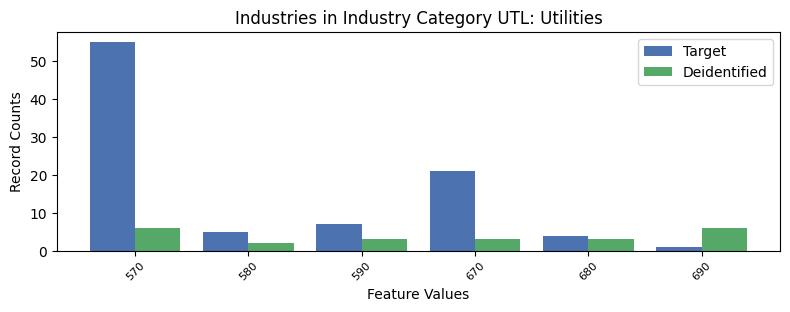 Industries in Industry Category UTL: Utilities
Target
Deidentified
Record Counts
50
40
30
20
10
0
570
580
590
670
680
690
Feature Values